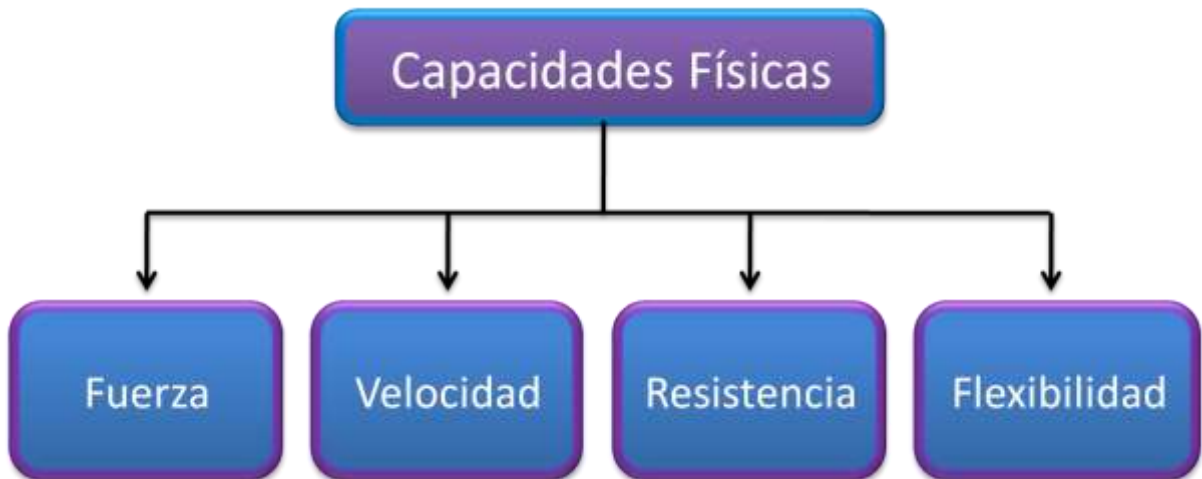 Capacidades Físicas
Fuerza
Velocidad
Resistencia
Flexibilidad